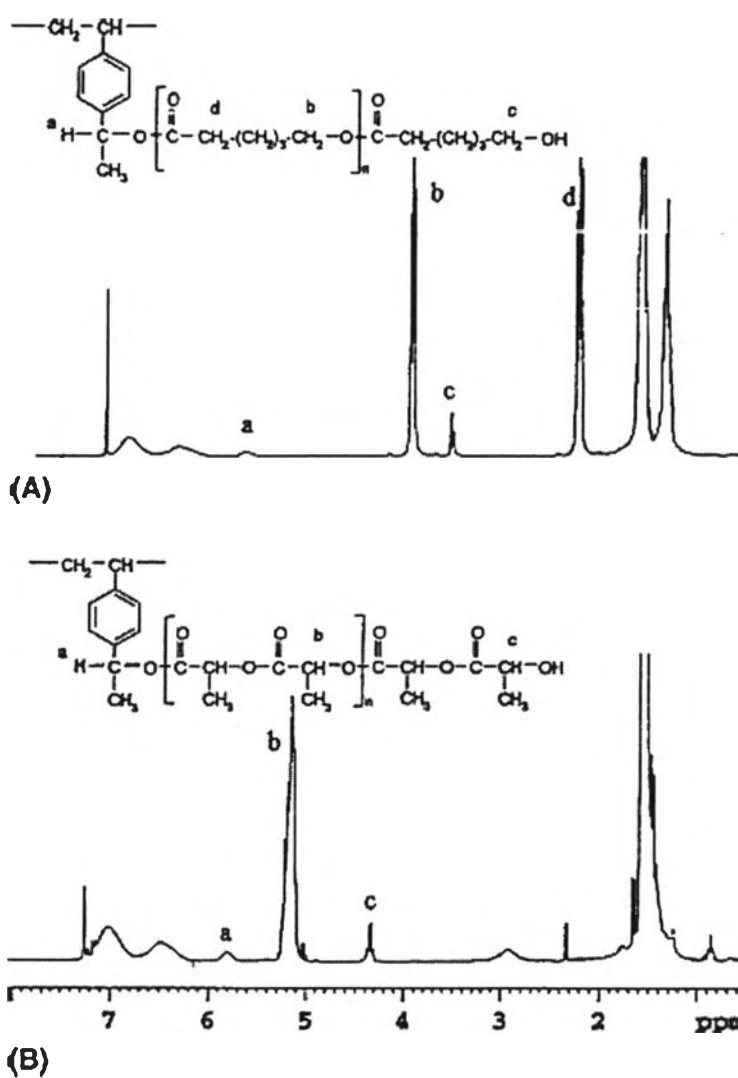 —CH₂—CH—
O d b O c
a H—C—O—[C—CH₂-(CH₂)₃-CH₂—O]ₙ—C—CH₂-(CH₂)₃-CH₂—OH
CH₃
b d
c
a
(A)
—CH₂—CH—
O O b O O c
a H—C—O—[C—CH—O—C—CH—O]ₙ—C—CH—O—C—CH—OH
CH₃ CH₃ CH₃ CH₃ CH₃
b
a c
7 6 5 4 3 2 ppm
(B)